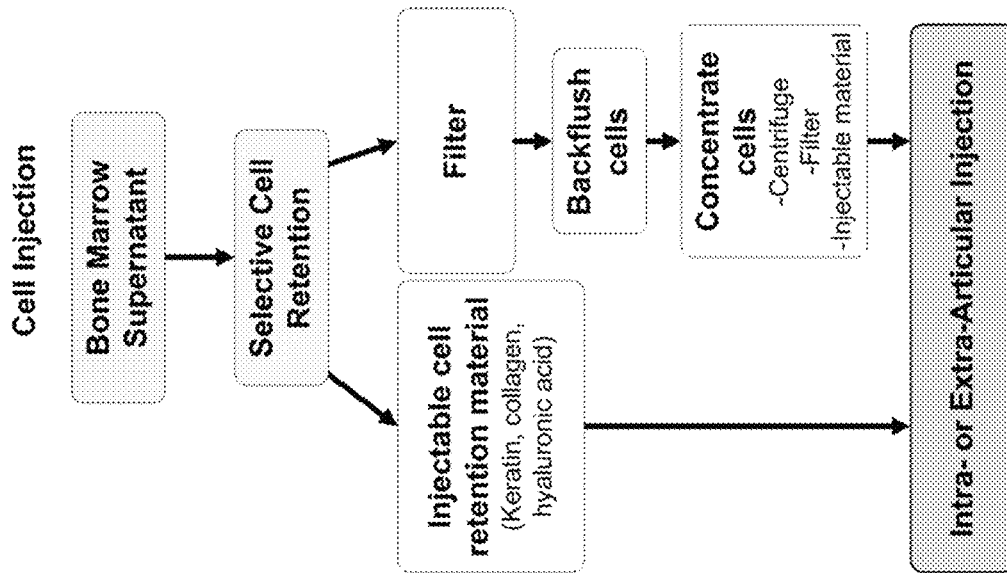 Cell Injection
Bone Marrow
Supernatant
Selective Cell
Retention
Injectable cell
retention material
(Keratin, collagen,
hyaluronic acid)
Filter
Backflush
cells
Concentrate
cells
-Centrifuge
-Filter
-Injectable material
Intra- or Extra-Articular Injection